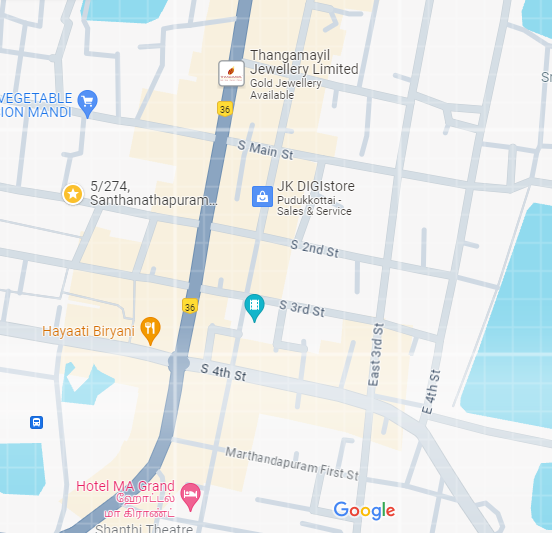 Thangamayil
Jewellery Limited
Gold Jewellery
Available
VEGETABLE
ION MANDI
36
S Main St
5/274,
Santhanathapuram...
JK DIGIstore
Pudukkottai -
Sales & Service
S 2nd St
36
S 3rd St
Hayaati Biryani
East 3rd St
S 4th St
E 4th St
Marthandapuram First St
Hotel MA Grand
ஹோட்டல்
மா கிராண்ட்
Google
Shanthi Theatre